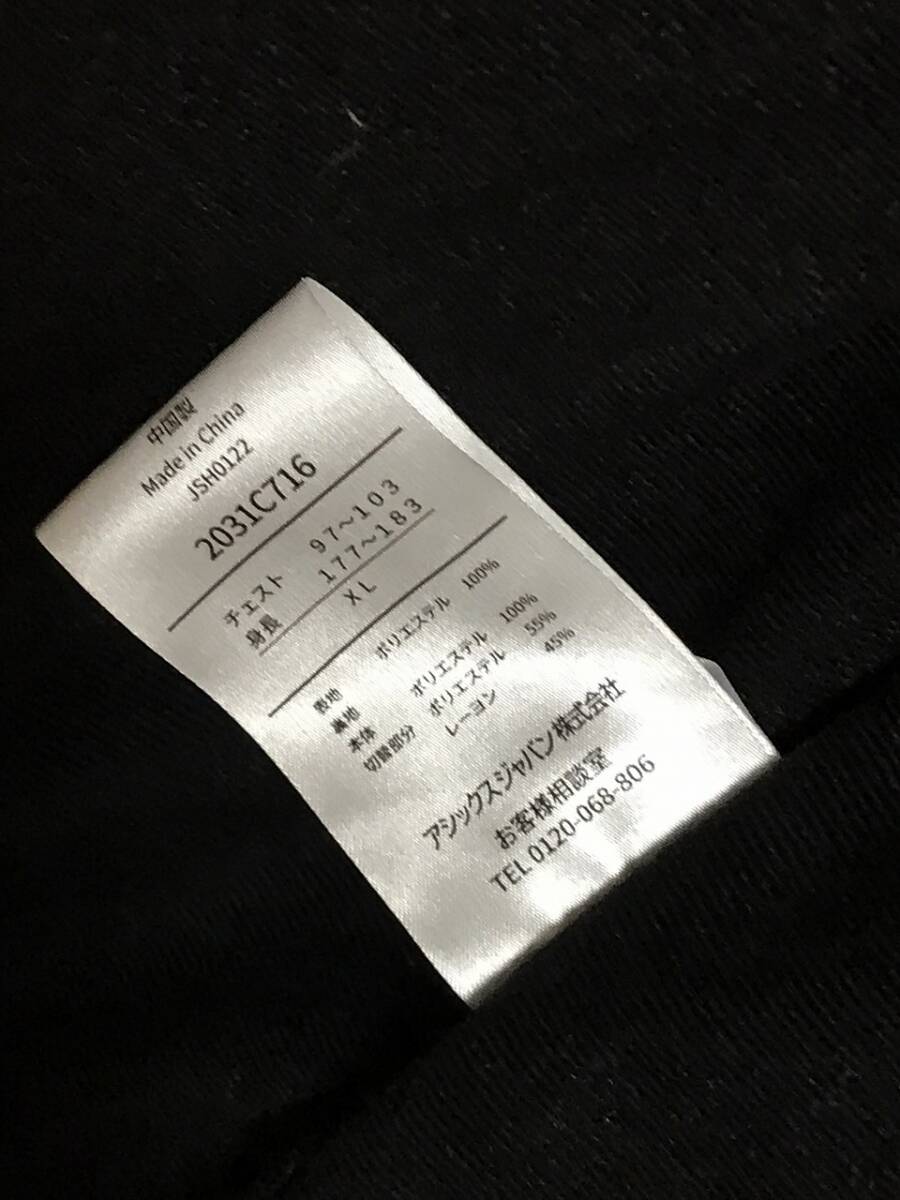 中国製
Made in China
JSH0122
2031C716
チェスト 97~103
身長 177~183
XL
表地 ポリエステル 100%
裏地
本体 ポリエステル 100%
切替部分 ポリエステル 55%
レーヨン 45%
アシックスジャパン株式会社
お客様相談室
TEL 0120-068-806